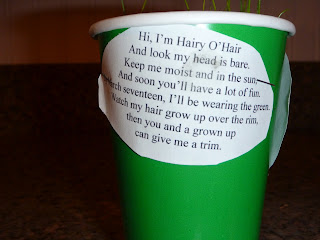 Hi, I'm Hairy O'Hair
And look my head is bare.
Keep me moist and in the sun,
And soon you'll have a lot of fun.
seventeen, I'll be wearing the green.
Watch my hair grow up over the rim,
then you and a grown up
can give me a trim.